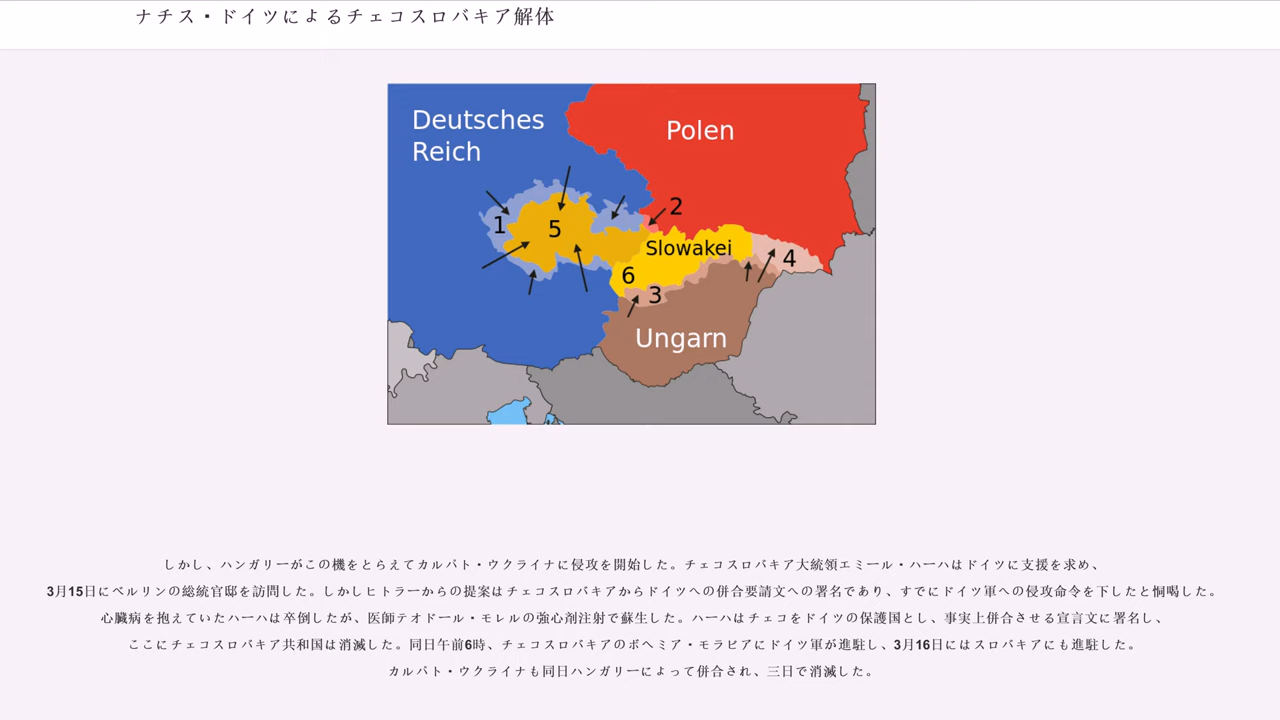 ナチス・ドイツによるチェコスロバキア解体
Deutsches
Reich
Polen
1
5
2
Slowakei
4
6
3
Ungarn
しかし、ハンガリーがこの機をとらえてカルパト・ウクライナに侵攻を開始した。チェコスロバキア大統領エミール・ハーハはドイツに支援を求め、
3月15日にベルリンの総統官邸を訪問した。しかしヒトラーからの提案はチェコスロバキアからドイツへの併合要請文への署名であり、すでにドイツ軍への侵攻命令を下したと恫喝した。
心臓病を抱えていたハーハは卒倒したが、医師テオドール・モレルの強心剤注射で蘇生した。ハーハはチェコをドイツの保護国とし、事実上併合させる宣言文に署名し、
ここにチェコスロバキア共和国は消滅した。同日午前6時、チェコスロバキアのボヘミア・モラビアにドイツ軍が進駐し、3月16日にはスロバキアにも進駐した。
カルパト・ウクライナも同日ハンガリーによって併合され、三日で消滅した。